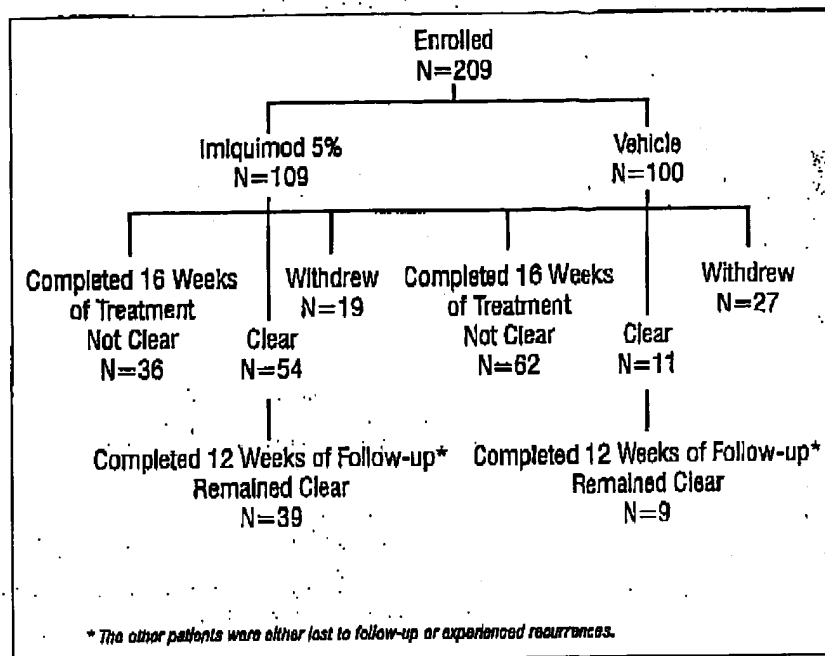 Enrolled
N=209
Imiquimod 5%
N=109
Vehicle
N=100
Completed 16 Weeks
of Treatment
Not Clear
N=36
Clear
N=54
Withdrew
N=19
Completed 16 Weeks
of Treatment
Not Clear
N=62
Clear
N=11
Withdrew
N=27
Completed 12 Weeks of Follow-up*
Remained Clear
N=39
Completed 12 Weeks of Follow-up*
Remained Clear
N=9
* The other patients were either lost to follow-up or experienced recurrences.